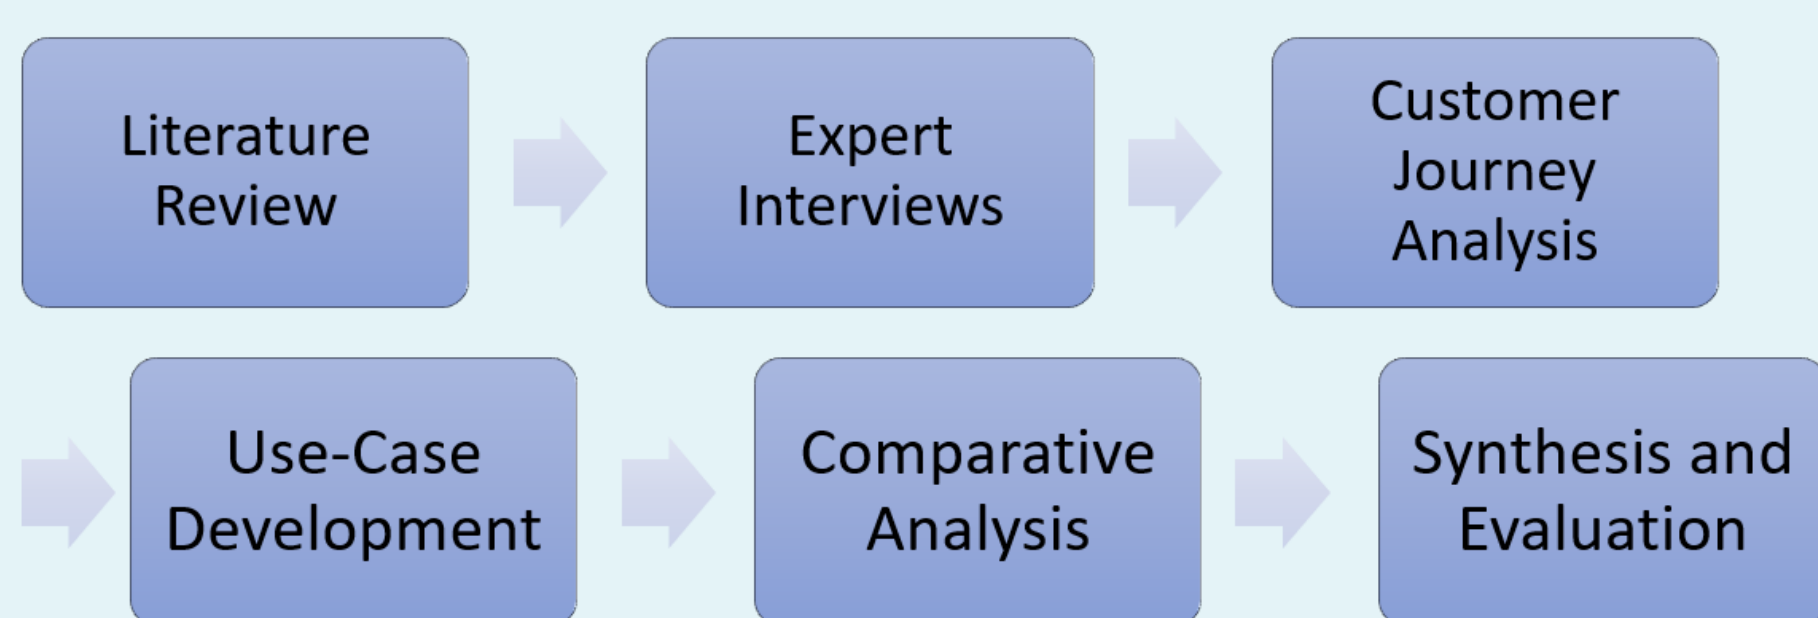 Literature
Review
Expert
Interviews
Customer
Journey
Analysis
Use-Case
Development
Comparative
Analysis
Synthesis and
Evaluation